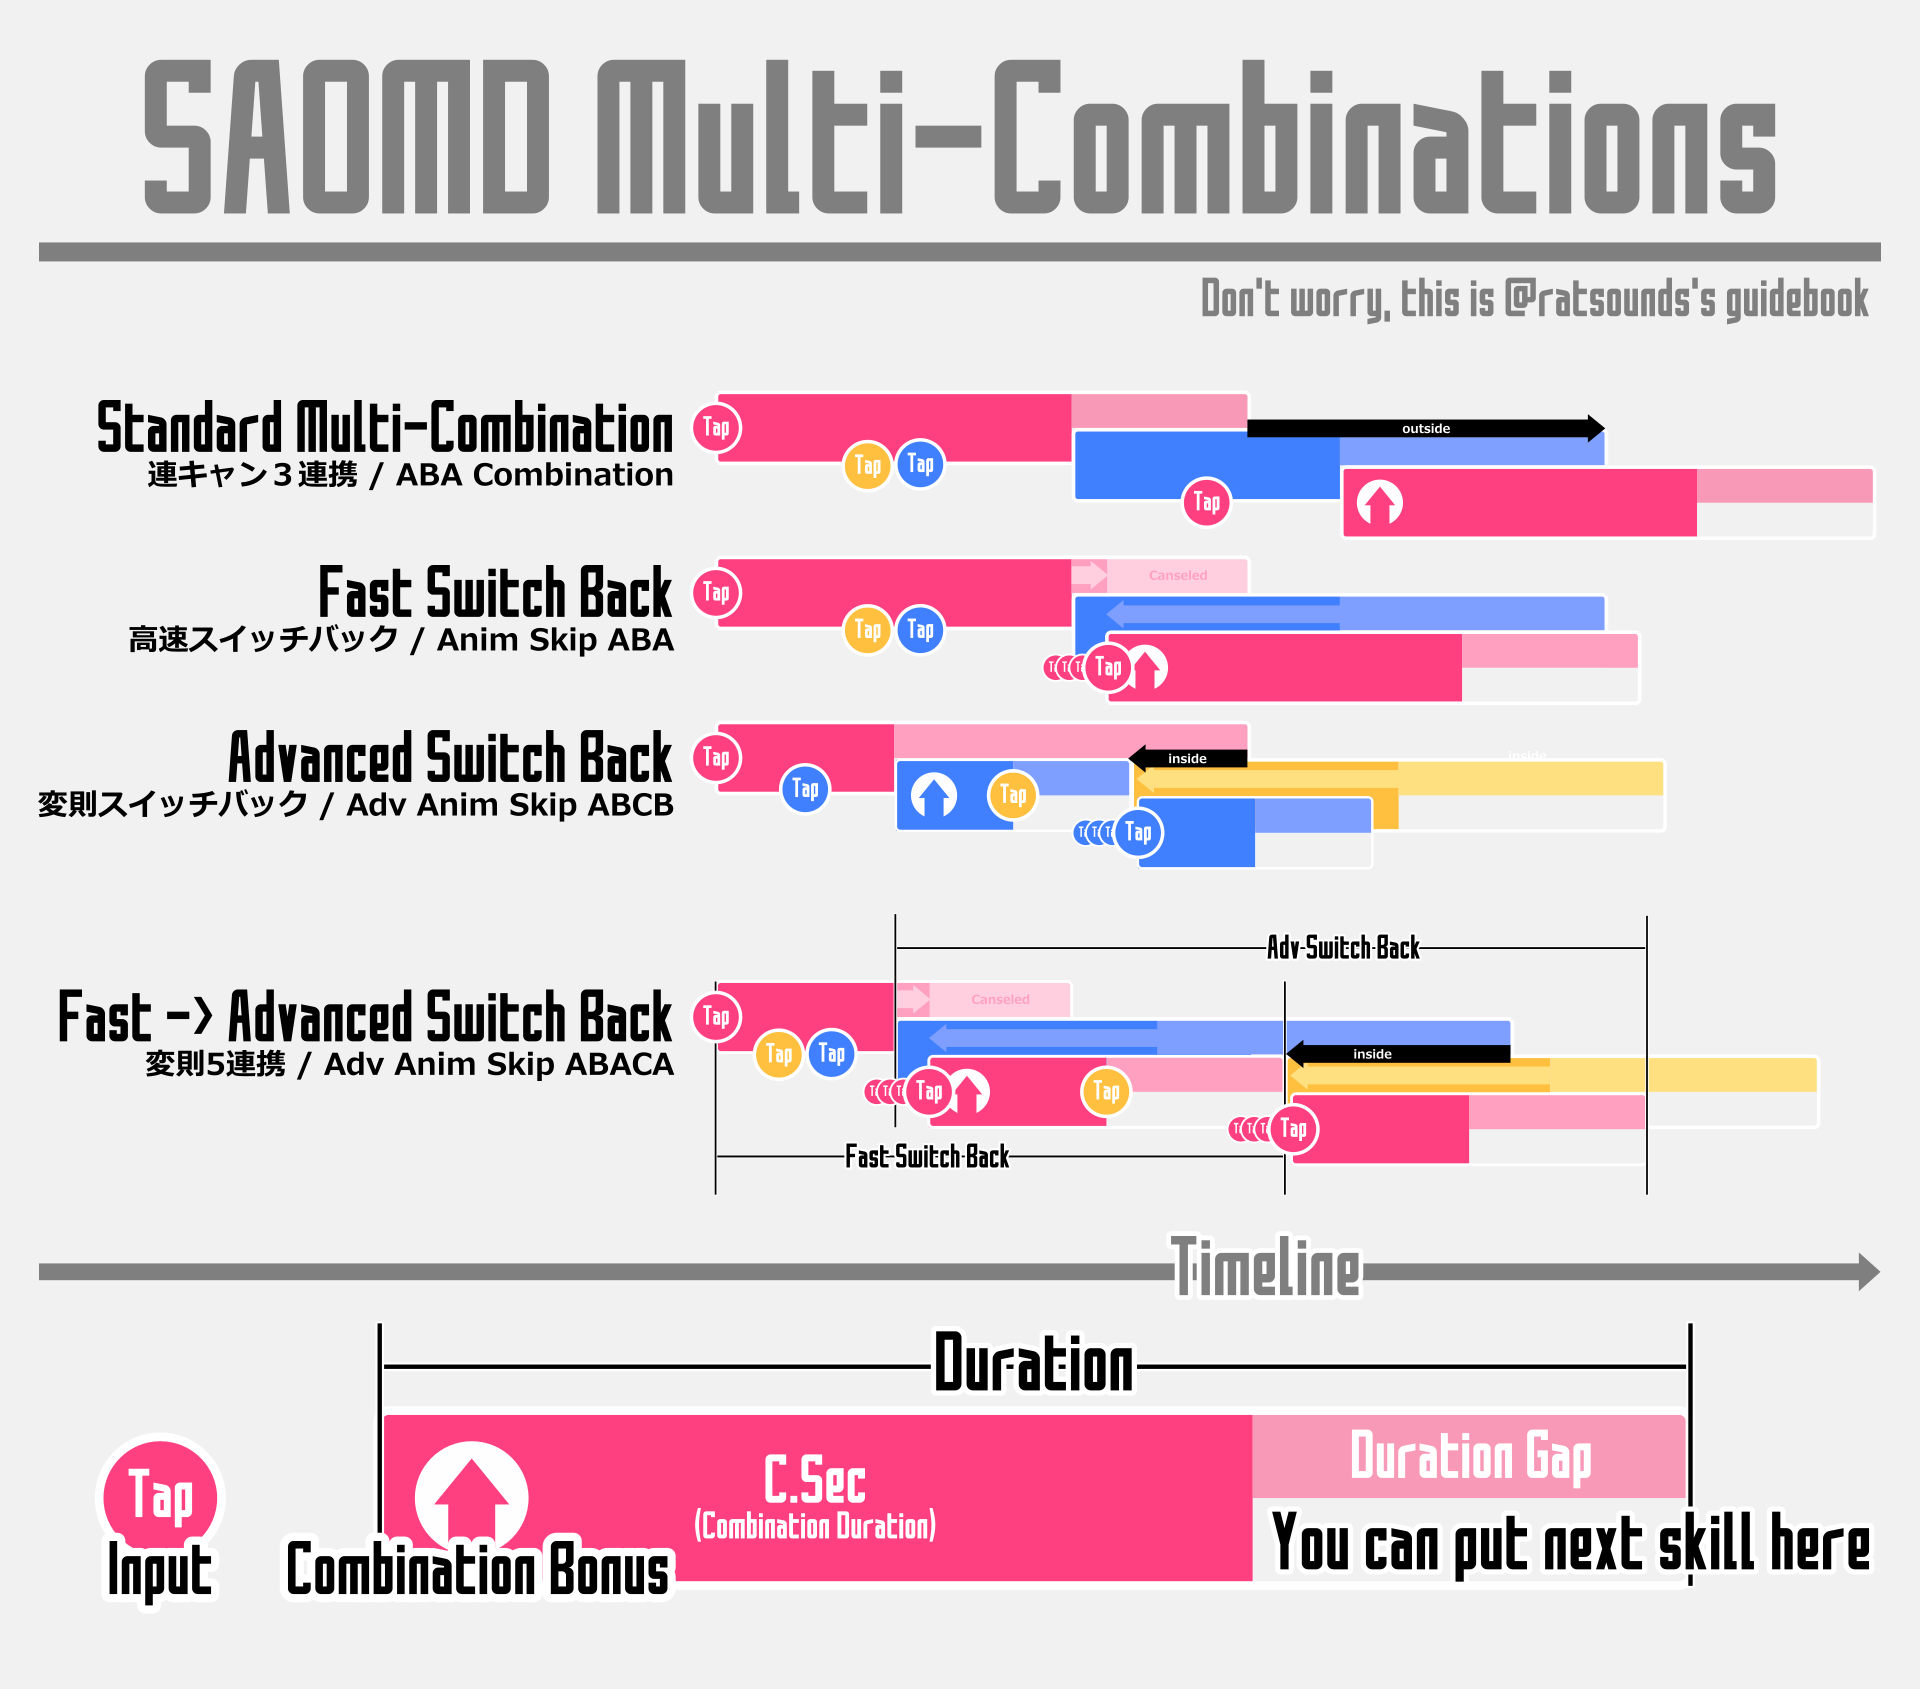 SAOMD Multi-Combinations
Don't worry, this is @ratsounds's guidebook
Standard Multi-Combination
連キャン３連携 / ABA Combination
Tap
Tap
Tap
Tap
outside
Fast Switch Back
高速スイッチバック / Anim Skip ABA
Tap
Tap
Tap
Canseled
Tap
Advanced Switch Back
変則スイッチバック / Adv Anim Skip ABCB
Tap
Tap
inside
inside
Tap
Tap
Adv Switch Back
Fast -> Advanced Switch Back
変則5連携 / Adv Anim Skip ABACA
Tap
Tap
Tap
Canseled
inside
Tap
Tap
Tap
Fast Switch Back
Timeline
Duration
Tap
Input
Combination Bonus
C.Sec
(Combination Duration)
Duration Gap
You can put next skill here